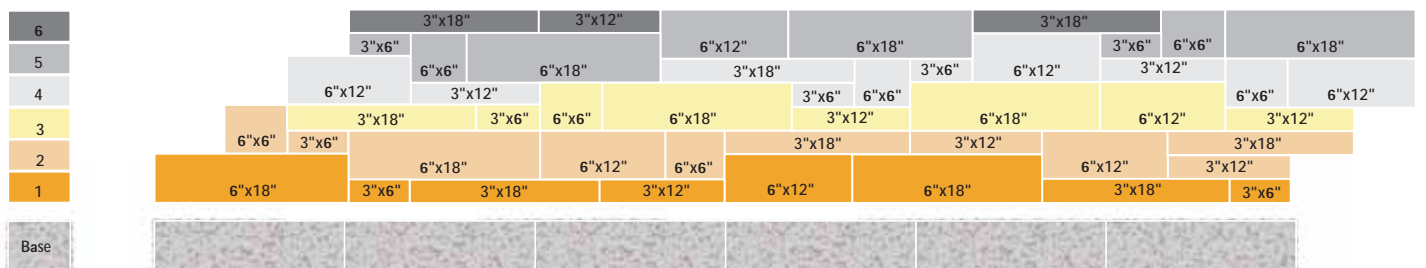 6 3"x18" 3"x12" 3"x18"
6"x12" 6"x18" 3"x6" 6"x6" 6"x18"
5 3"x6" 6"x6" 6"x18" 3"x18" 3"x6" 6"x12" 3"x12"
4 6"x12" 3"x12" 3"x6" 6"x6" 6"x6" 6"x12"
3 3"x18" 3"x6" 6"x6" 6"x18" 3"x12" 6"x18" 6"x12" 3"x12"
6"x6" 3"x6" 3"x18" 3"x12" 3"x18"
2 6"x18" 6"x12" 6"x6" 6"x12" 3"x12"
1 6"x18" 3"x6" 3"x18" 3"x12" 6"x12" 6"x18" 3"x18" 3"x6"
Base